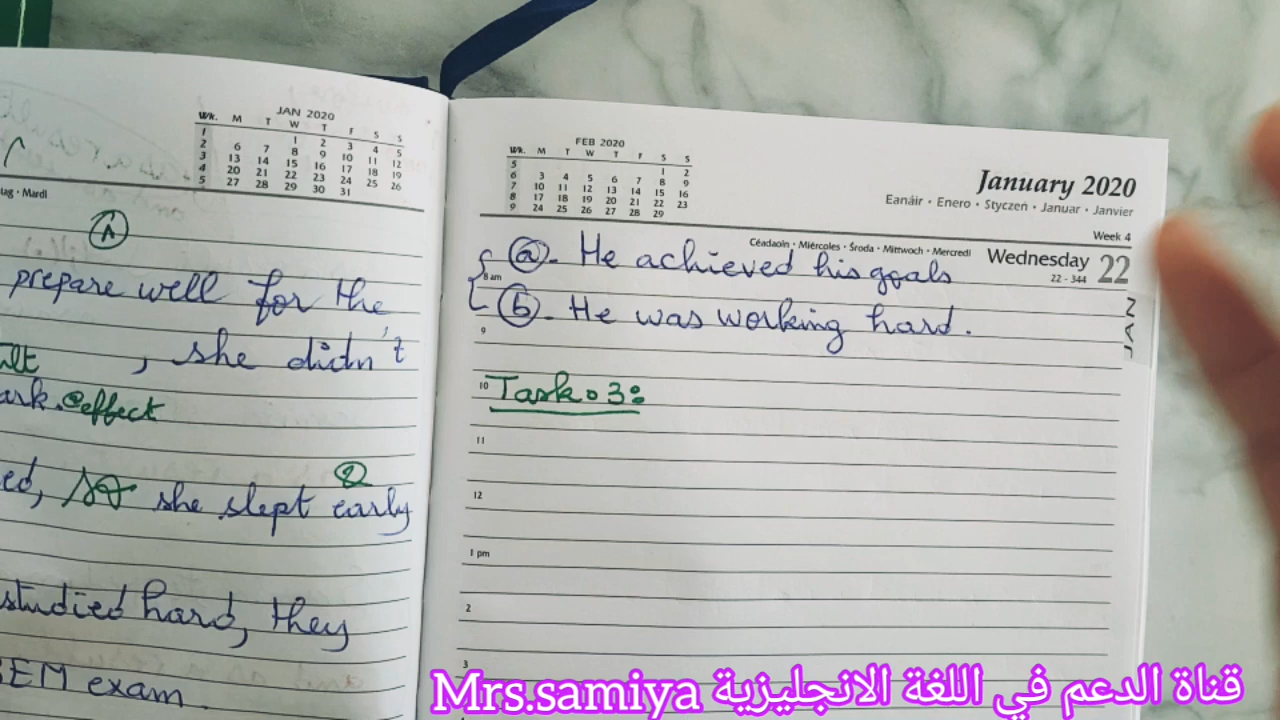 JAN 2020
WK. M T W T F S S
1 1 2 3 4 5
2 6 7 8 9 10 11 12
3 13 14 15 16 17 18 19
4 20 21 22 23 24 25 26
5 27 28 29 30 31
Mardi
prepare well for the
, she didn't
effect
she slept early
studied hard, they
BEM exam.
FEB 2020
WK. M T W T F S S
5 1 2
6 3 4 5 6 7 8 9
7 10 11 12 13 14 15 16
8 17 18 19 20 21 22 23
9 24 25 26 27 28 29
January 2020
Eanáir • Enero • Styczeń • Januar • Janvier
Week 4
Céadaoin • Miércoles • Środa • Mittwoch • Mercredi
Wednesday 22
22 - 344
JAN
(a). He achieved his goals
8 am
(b). He was working hard.
9
10 Task 3:
11
12
1 pm
2
3
Mrs.samiya قناة الدعم في اللغة الانجليزية